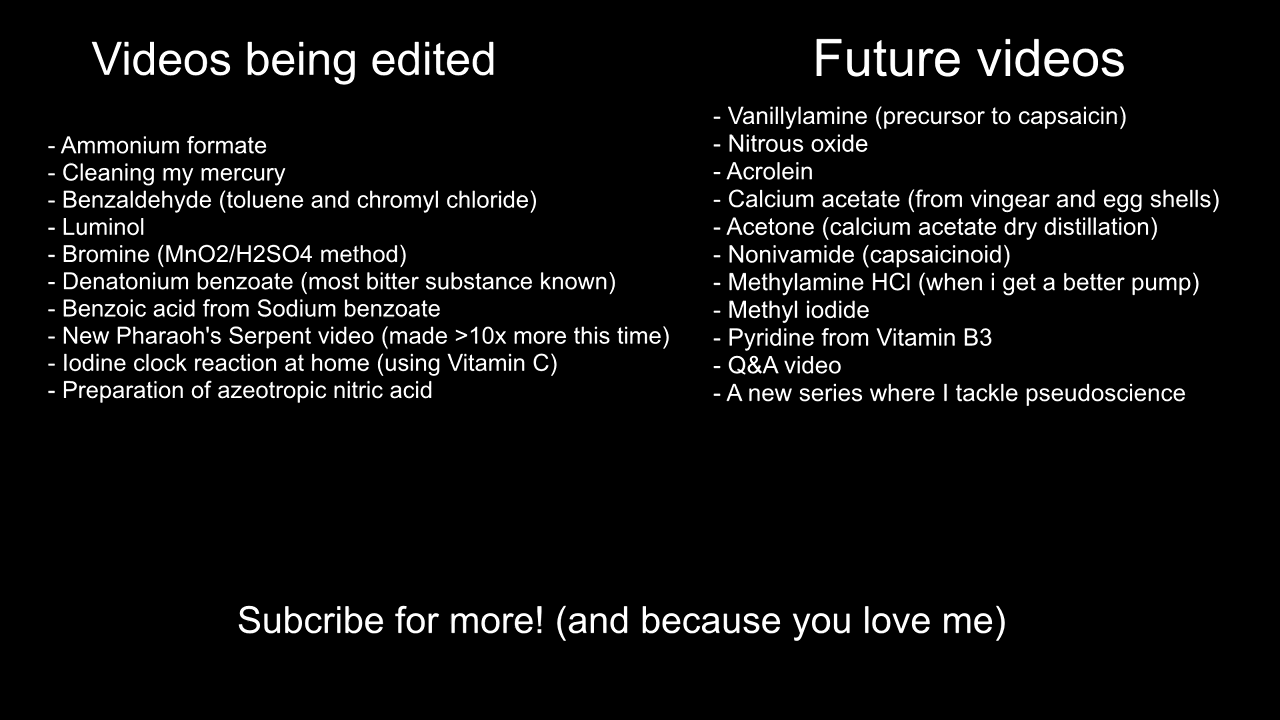 Videos being edited
- Ammonium formate
- Cleaning my mercury
- Benzaldehyde (toluene and chromyl chloride)
- Luminol
- Bromine (MnO2/H2SO4 method)
- Denatonium benzoate (most bitter substance known)
- Benzoic acid from Sodium benzoate
- New Pharaoh's Serpent video (made >10x more this time)
- Iodine clock reaction at home (using Vitamin C)
- Preparation of azeotropic nitric acid
Future videos
- Vanillylamine (precursor to capsaicin)
- Nitrous oxide
- Acrolein
- Calcium acetate (from vingear and egg shells)
- Acetone (calcium acetate dry distillation)
- Nonivamide (capsaicinoid)
- Methylamine HCl (when i get a better pump)
- Methyl iodide
- Pyridine from Vitamin B3
- Q&A video
- A new series where I tackle pseudoscience
Subcribe for more! (and because you love me)